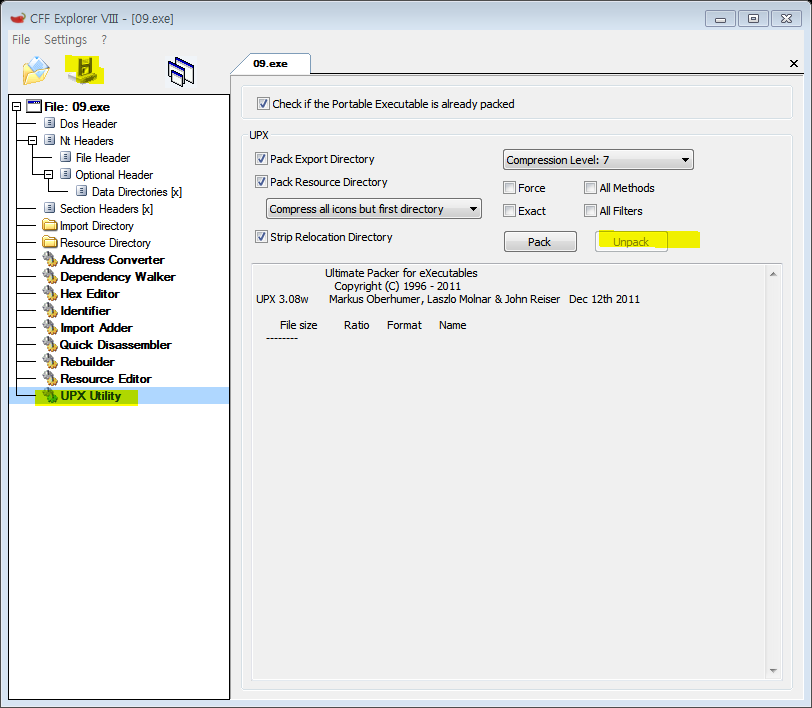 CFF Explorer VIII - [09.exe]
File Settings ?
09.exe
File: 09.exe
Dos Header
Nt Headers
File Header
Optional Header
Data Directories [x]
Section Headers [x]
Import Directory
Resource Directory
Address Converter
Dependency Walker
Hex Editor
Identifier
Import Adder
Quick Disassembler
Rebuilder
Resource Editor
UPX Utility
Check if the Portable Executable is already packed
UPX
Pack Export Directory
Compression Level: 7
Pack Resource Directory
Force All Methods
Compress all icons but first directory
Exact All Filters
Strip Relocation Directory
Pack Unpack
Ultimate Packer for eXecutables
Copyright (C) 1996 - 2011
UPX 3.08w Markus Oberhumer, Laszlo Molnar & John Reiser Dec 12th 2011
File size Ratio Format Name
--------